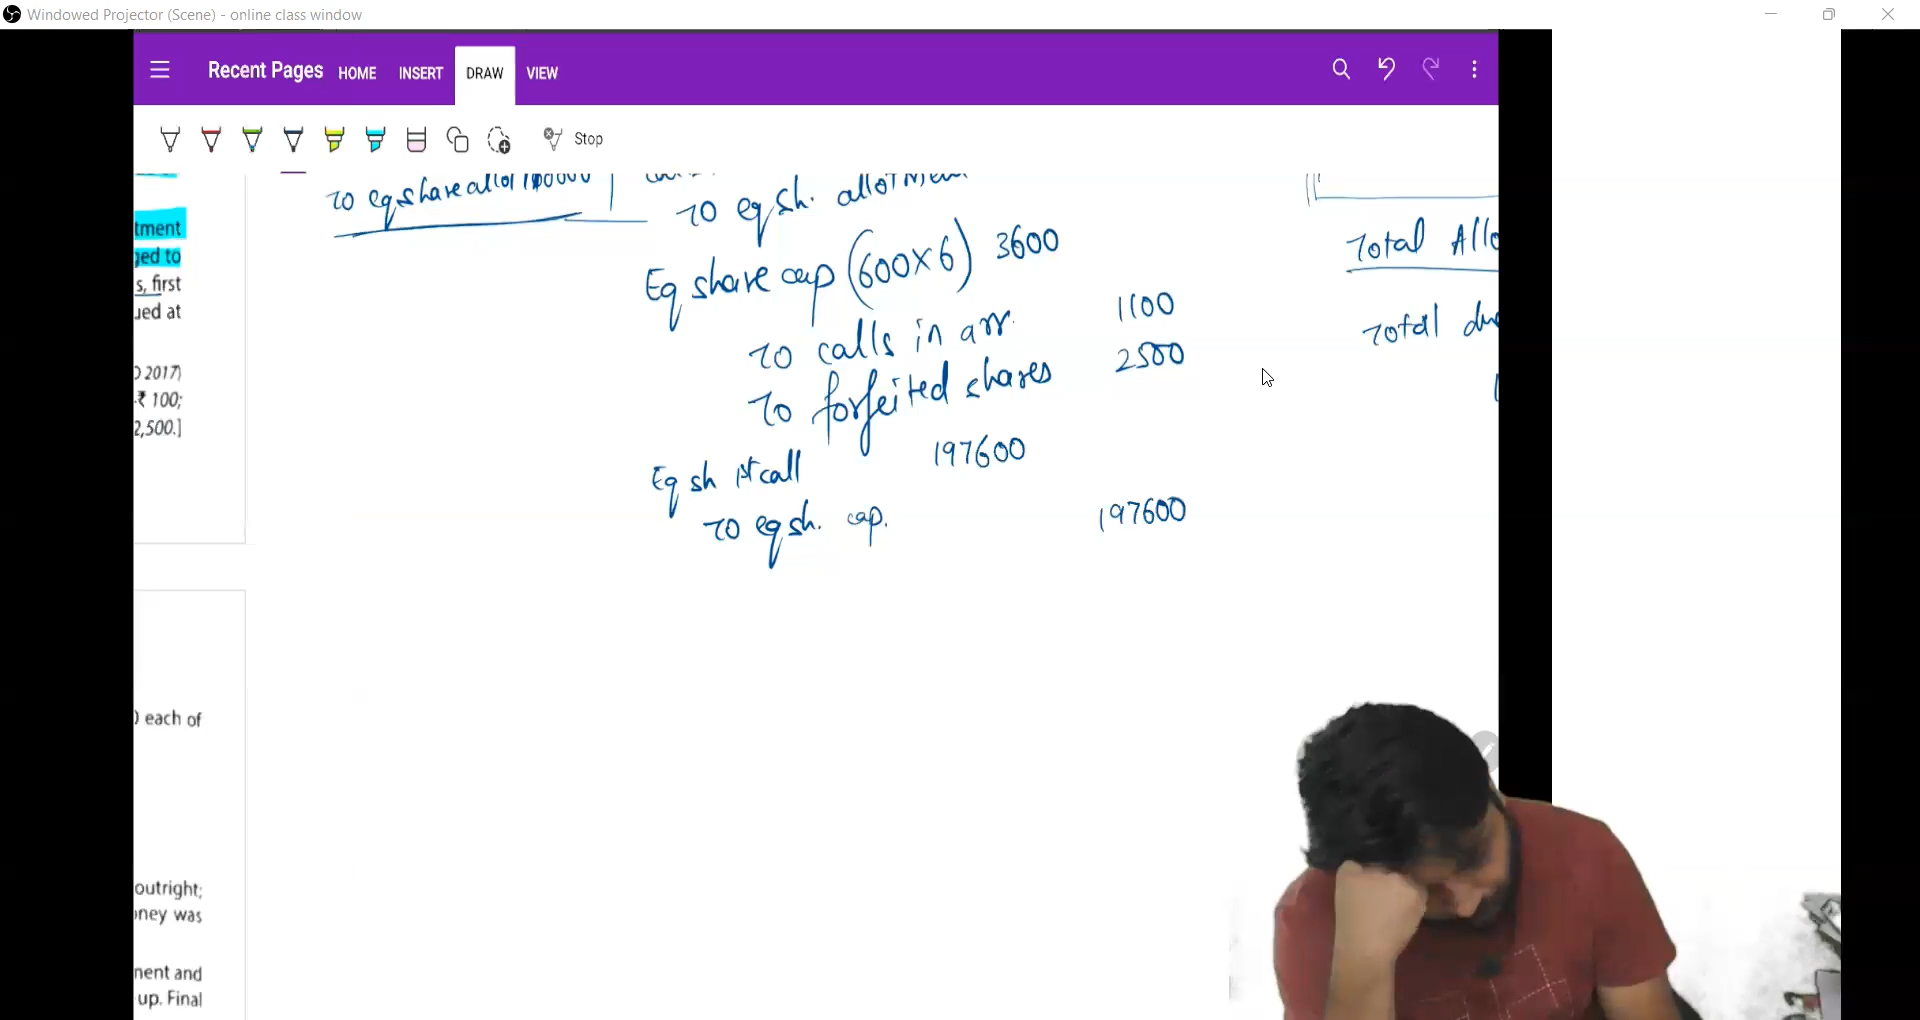 Windowed Projector (Scene) - online class window
Recent Pages HOME INSERT DRAW VIEW
Stop
To eq share allot
To eq sh. allotment
Eq share cap (600x6) 3600
To calls in arr. 1100
To forfeited shares 2500
Eq sh 1st call 197600
To eq sh. cap. 197600
Total Allo
Total du
tment
ged to
s, first
ued at
2017)
₹ 100;
2,500.]
) each of
outright;
ney was
nent and
up. Final